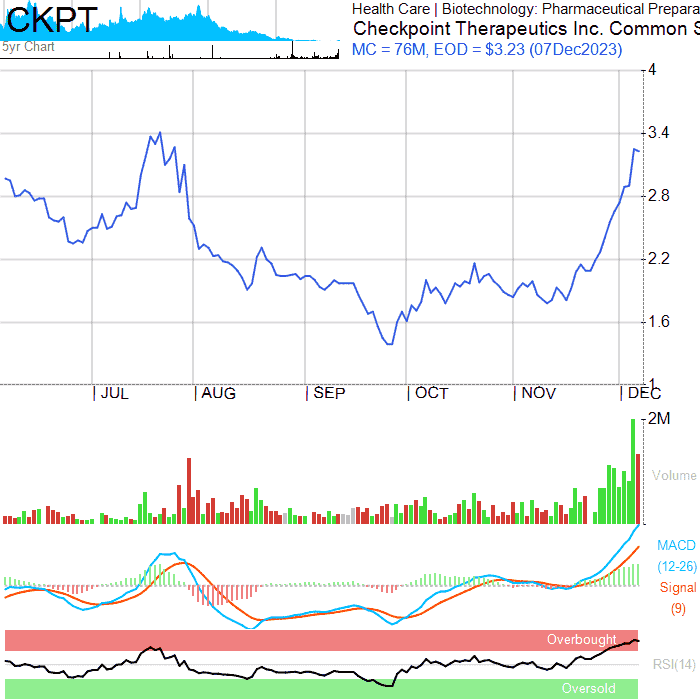 CKPT
5yr Chart
Health Care | Biotechnology: Pharmaceutical Prepara
Checkpoint Therapeutics Inc. Common S
MC = 76M, EOD = $3.23 (07Dec2023)
4
3.4
2.8
2.2
1.6
1
JUL AUG SEP OCT NOV DEC
2M
Volume
MACD
(12-26)
Signal
(9)
Overbought
RSI(14)
Oversold